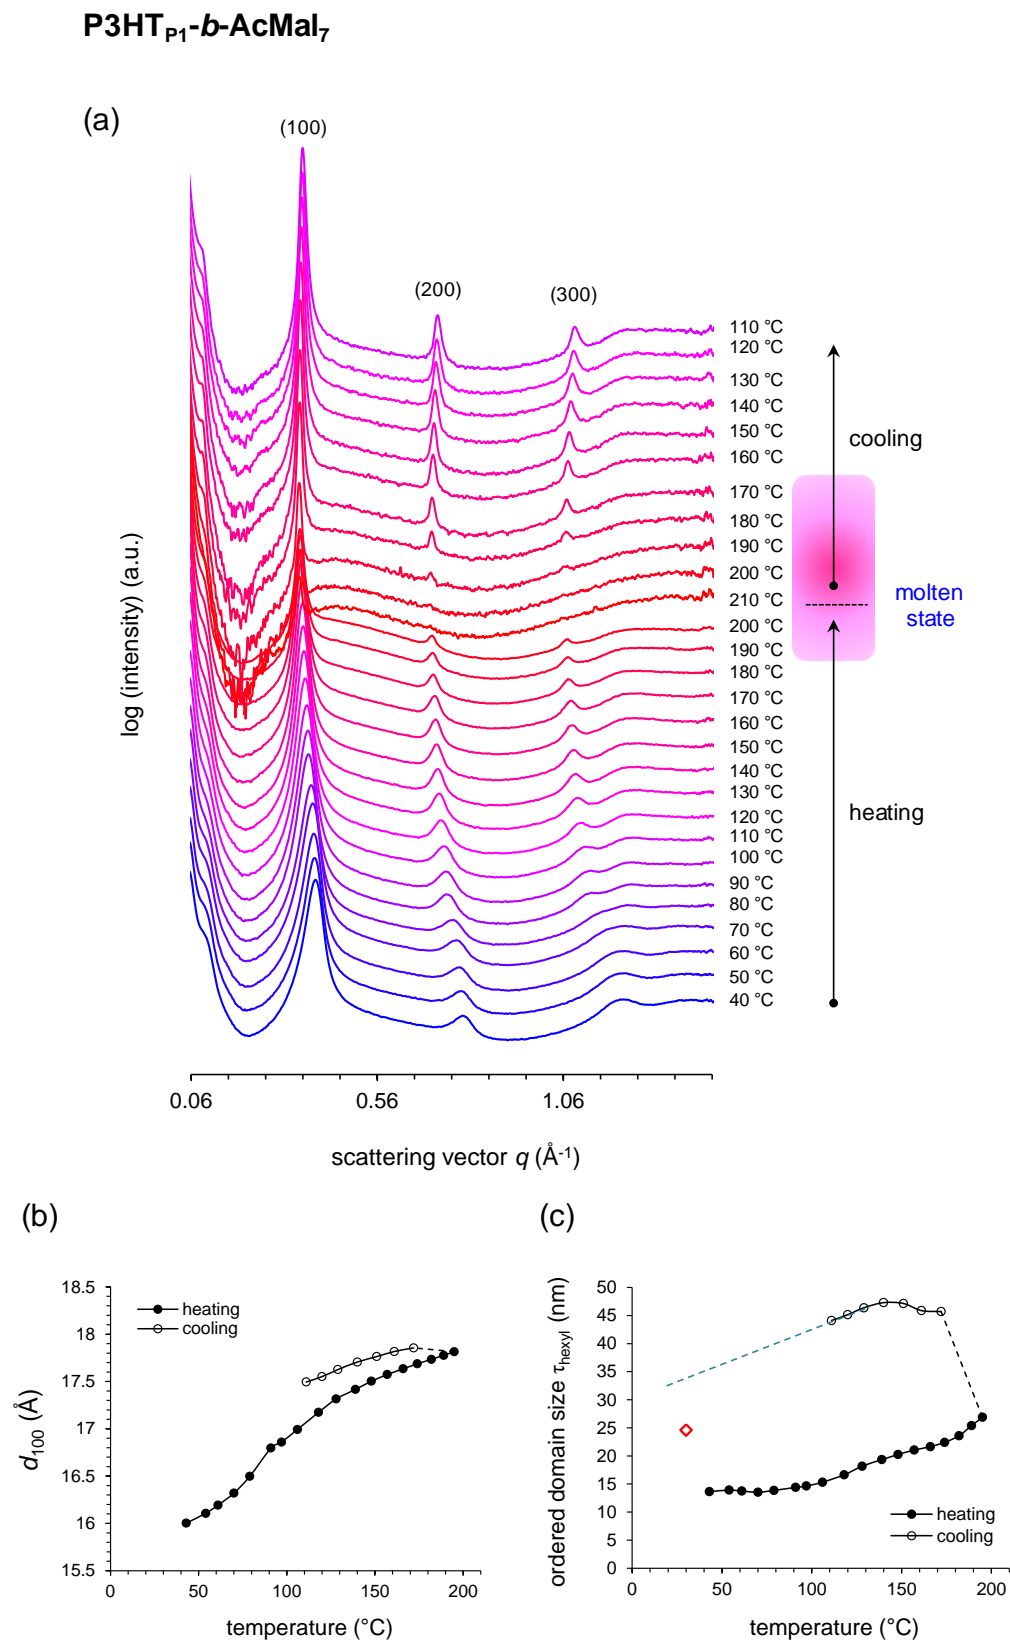 P3HTP1-b-AcMal7
(a)
(100)
(200)
(300)
110 °C
120 °C
130 °C
140 °C
150 °C
160 °C
170 °C
180 °C
190 °C
200 °C
210 °C
200 °C
190 °C
180 °C
170 °C
160 °C
150 °C
140 °C
130 °C
120 °C
110 °C
100 °C
90 °C
80 °C
70 °C
60 °C
50 °C
40 °C
cooling
molten
state
heating
log (intensity) (a.u.)
0.06 0.56 1.06
scattering vector q (Å-1)
(b)
18.5
18
17.5
17
16.5
16
15.5
d100 (Å)
heating
cooling
0 50 100 150 200
temperature (°C)
(c)
50
45
40
35
30
25
20
15
10
5
0
ordered domain size τhexyl (nm)
heating
cooling
0 50 100 150 200
temperature (°C)